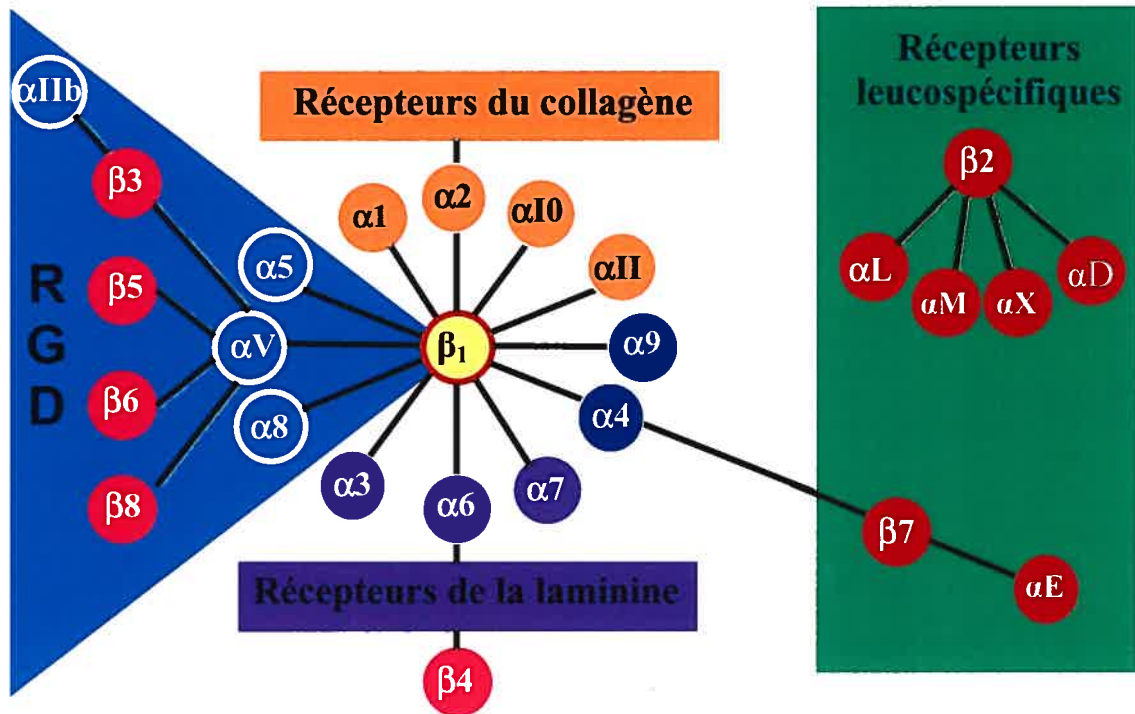 Récepteurs
leucospécifiques
αIIb
Récepteurs du collagène
β3
β2
α1
α2
αI0
αII
α5
αL
αM
αX
αD
R
G
D
β5
αV
β1
α9
β6
α8
α4
α3
α6
α7
β8
β7
Récepteurs de la laminine
αE
β4